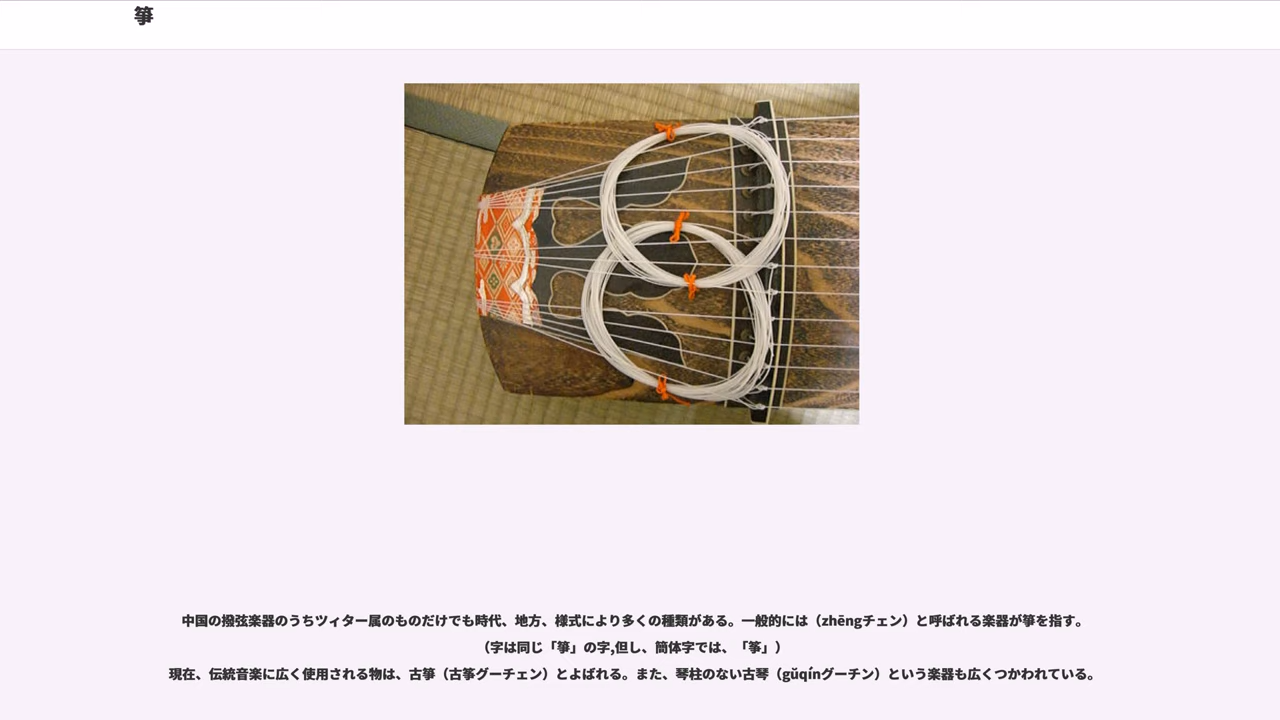 箏
中国の撥弦楽器のうちツィター属のものだけでも時代、地方、様式により多くの種類がある。一般的には（zhēngチェン）と呼ばれる楽器が箏を指す。
（字は同じ「箏」の字,但し、簡体字では、「筝」）
現在、伝統音楽に広く使用される物は、古箏（古筝グーチェン）とよばれる。また、琴柱のない古琴（gǔqínグーチン）という楽器も広くつかわれている。